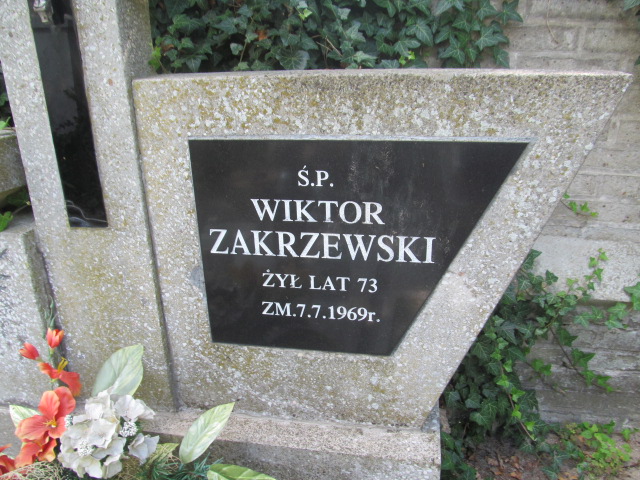 Ś.P.
WIKTOR
ZAKRZEWSKI
ŻYŁ LAT 73
ZM.7.7.1969r.